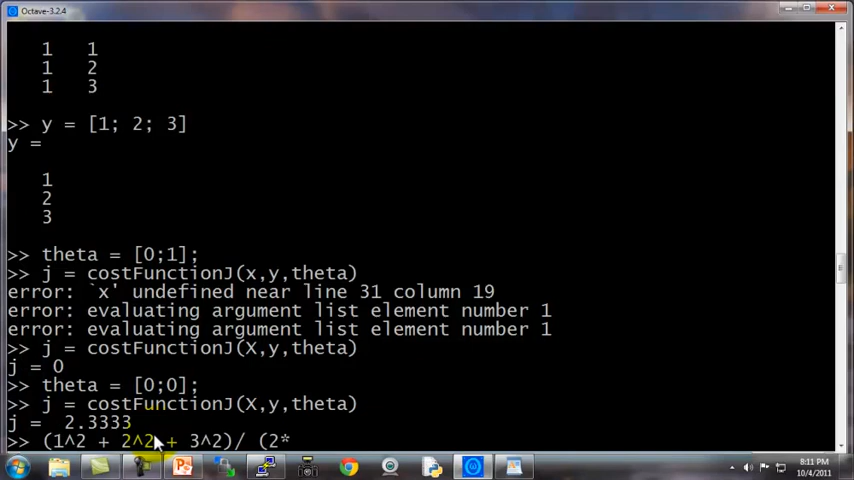 Octave-3.2.4
1 1
1 2
1 3
>> y = [1; 2; 3]
y =
1
2
3
>> theta = [0;1];
>> j = costFunctionJ(x,y,theta)
error: `x' undefined near line 31 column 19
error: evaluating argument list element number 1
error: evaluating argument list element number 1
>> j = costFunctionJ(X,y,theta)
j = 0
>> theta = [0;0];
>> j = costFunctionJ(X,y,theta)
j = 2.3333
>> (1^2 + 2^2 + 3^2)/ (2*
8:11 PM
10/4/2011